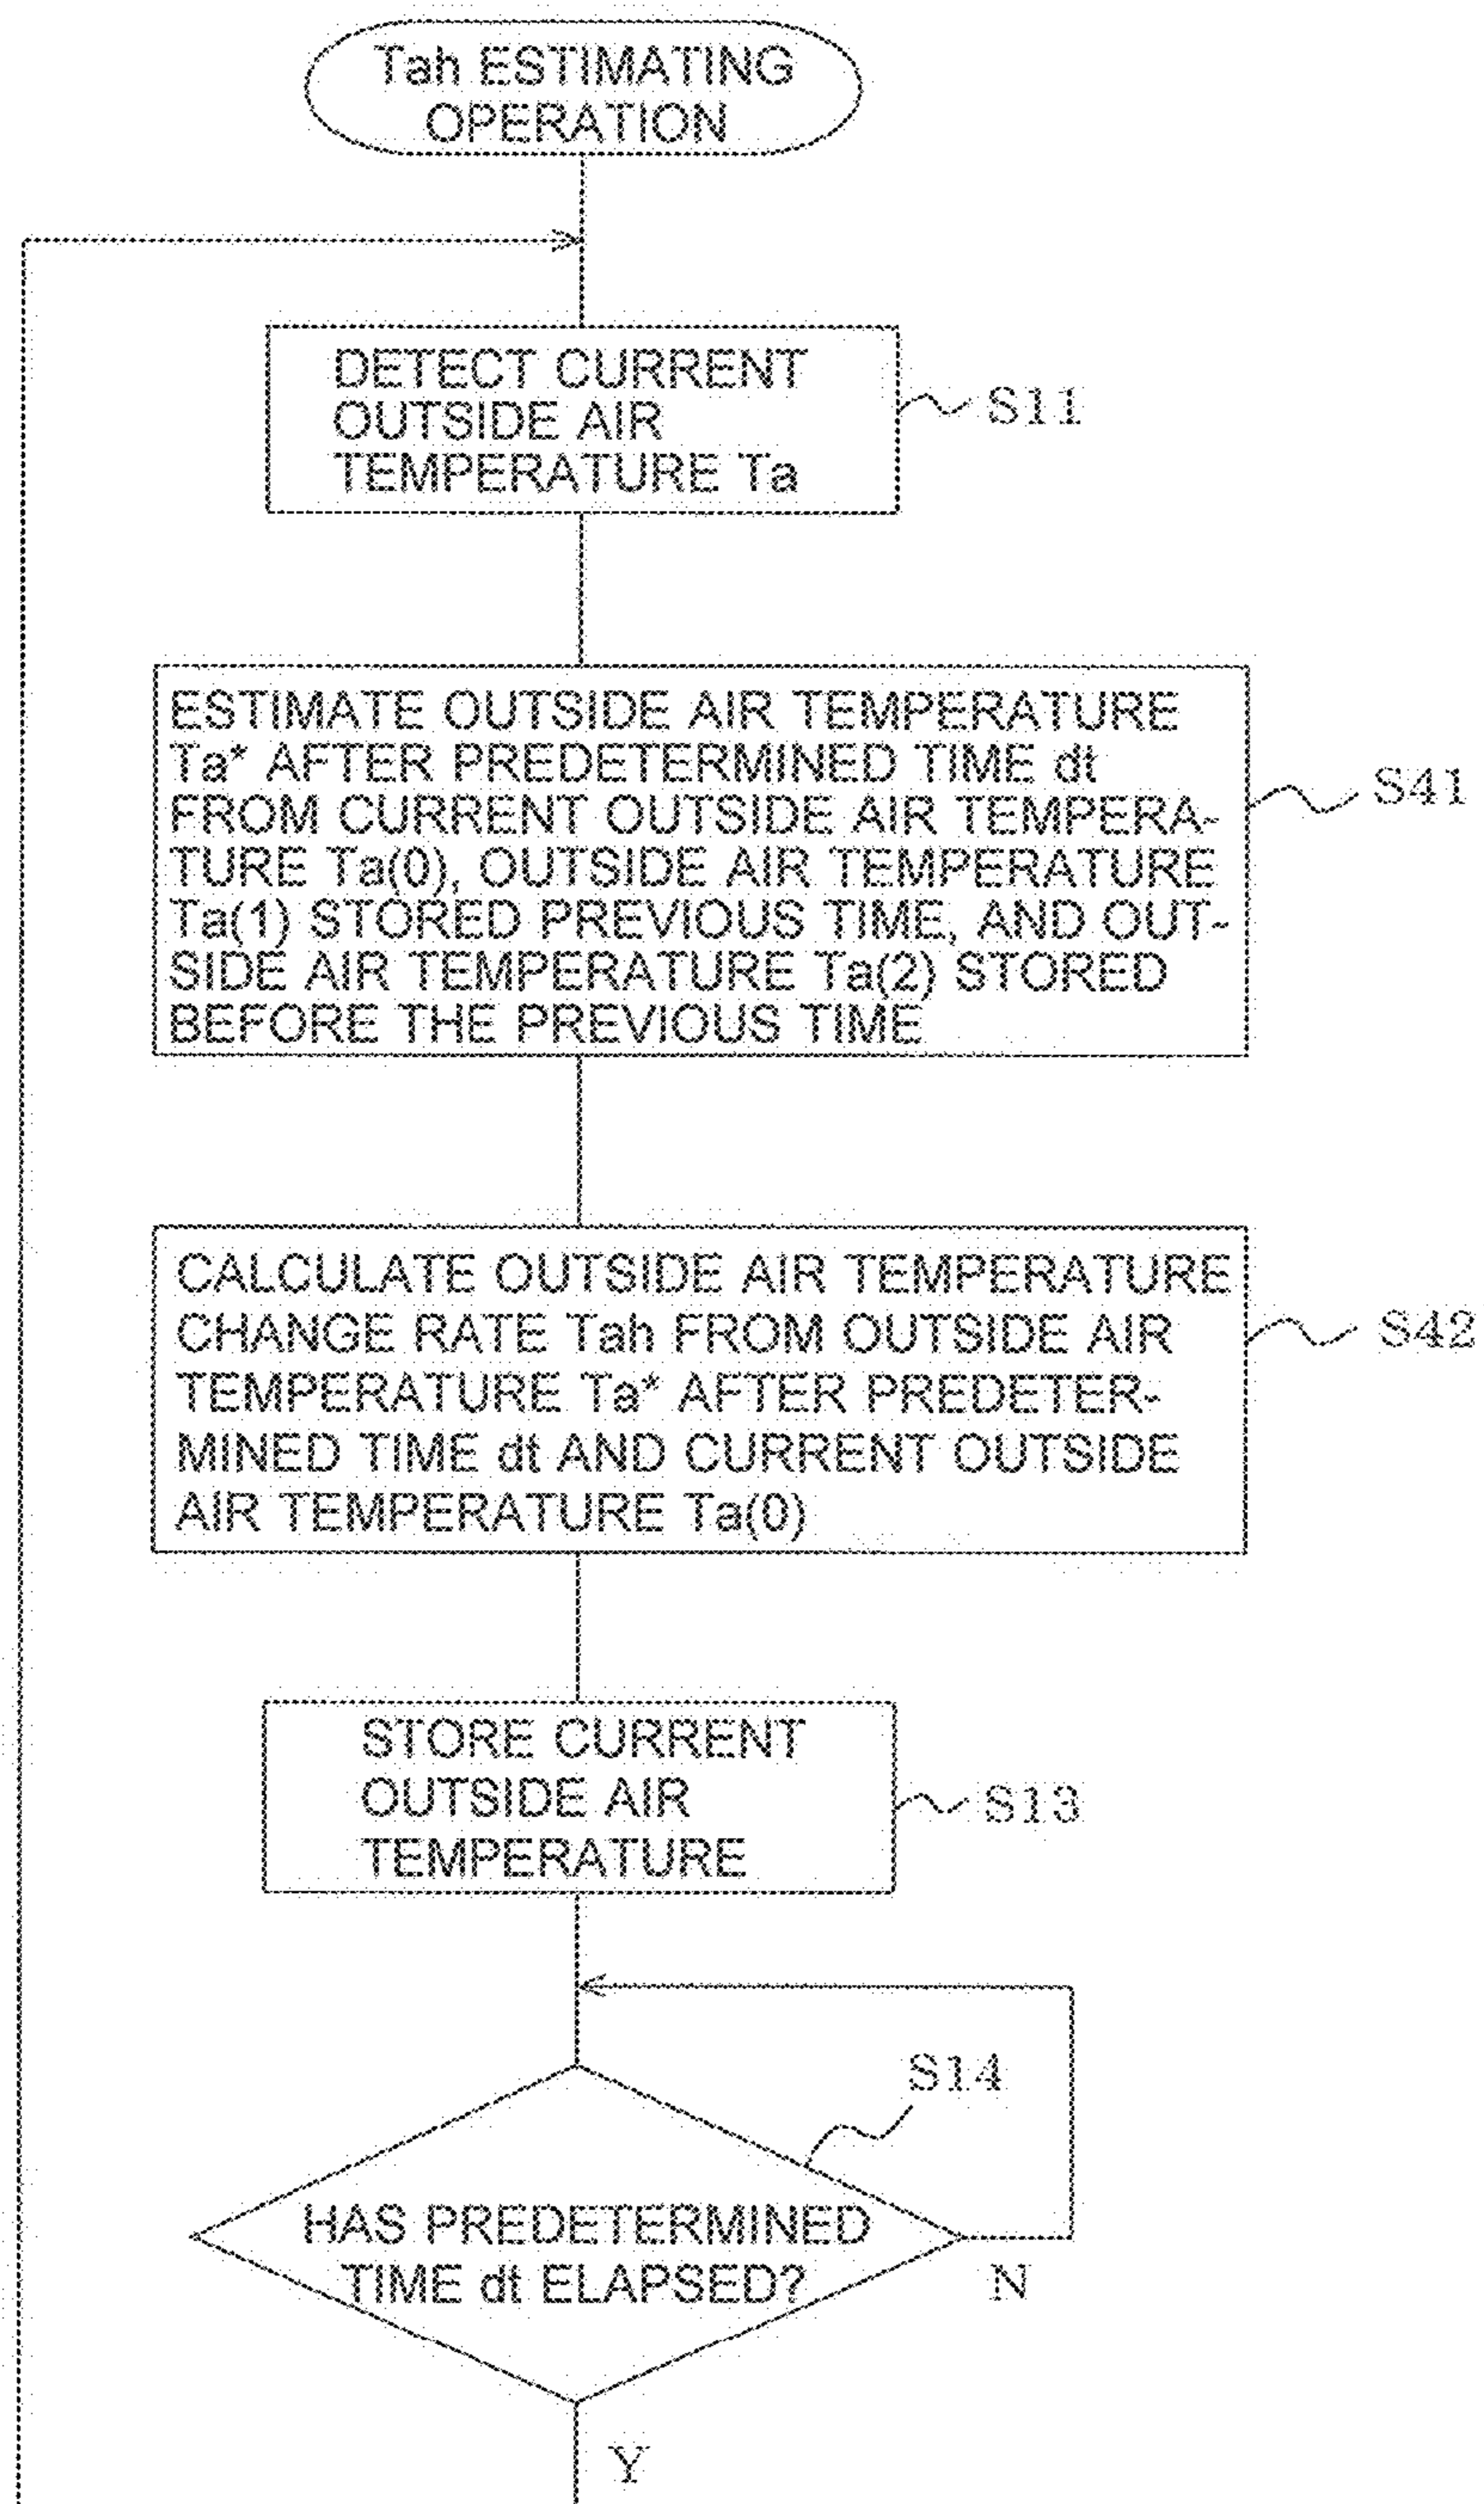 Tah ESTIMATING
OPERATION
DETECT CURRENT
OUTSIDE AIR
TEMPERATURE Ta
S11
ESTIMATE OUTSIDE AIR TEMPERATURE
Ta* AFTER PREDETERMINED TIME dt
FROM CURRENT OUTSIDE AIR TEMPERA-
TURE Ta(0), OUTSIDE AIR TEMPERATURE
Ta(1) STORED PREVIOUS TIME, AND OUT-
SIDE AIR TEMPERATURE Ta(2) STORED
BEFORE THE PREVIOUS TIME
S41
CALCULATE OUTSIDE AIR TEMPERATURE
CHANGE RATE Tah FROM OUTSIDE AIR
TEMPERATURE Ta* AFTER PREDETER-
MINED TIME dt AND CURRENT OUTSIDE
AIR TEMPERATURE Ta(0)
S42
STORE CURRENT
OUTSIDE AIR
TEMPERATURE
S13
S14
HAS PREDETERMINED
TIME dt ELAPSED?
N
Y